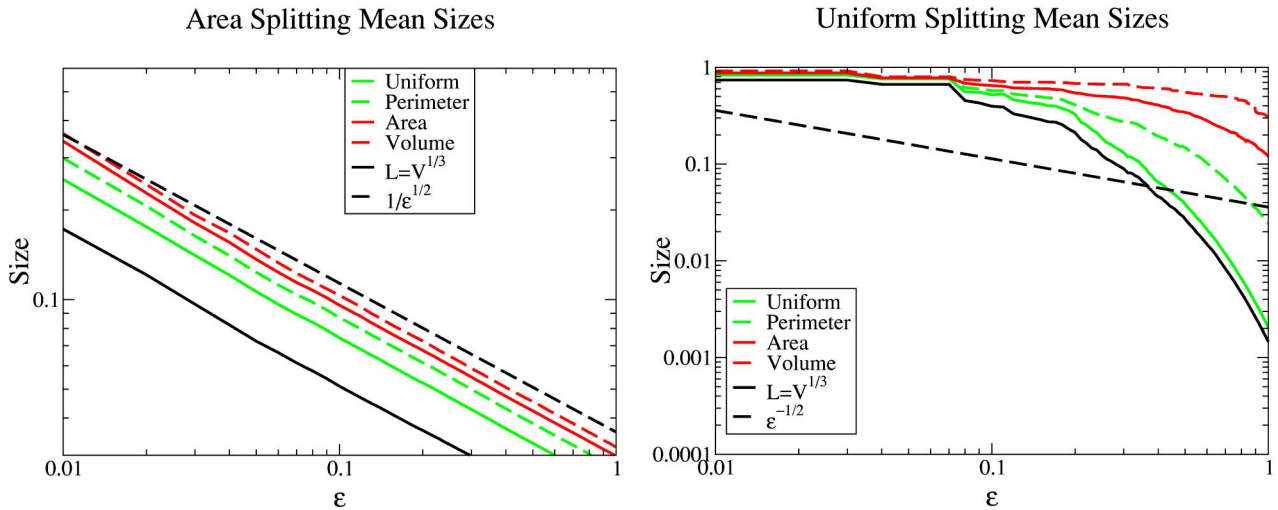 Area Splitting Mean Sizes
Uniform
Perimeter
Area
Volume
L=V^{1/3}
1/ε^{1/2}
Size
0.1
0.01
0.1
1
ε
Uniform Splitting Mean Sizes
1
0.1
0.01
0.001
0.0001
Size
Uniform
Perimeter
Area
Volume
L=V^{1/3}
ε^{-1/2}
0.01
0.1
1
ε